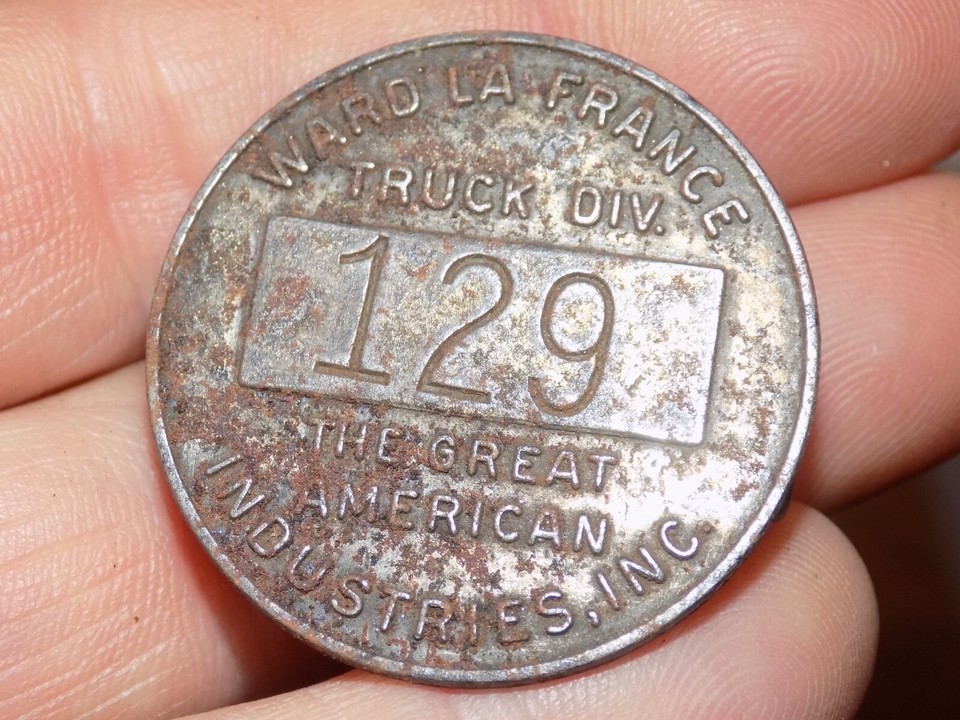 WARD LA FRANCE
TRUCK DIV.
129
THE GREAT
AMERICAN
INDUSTRIES, INC.